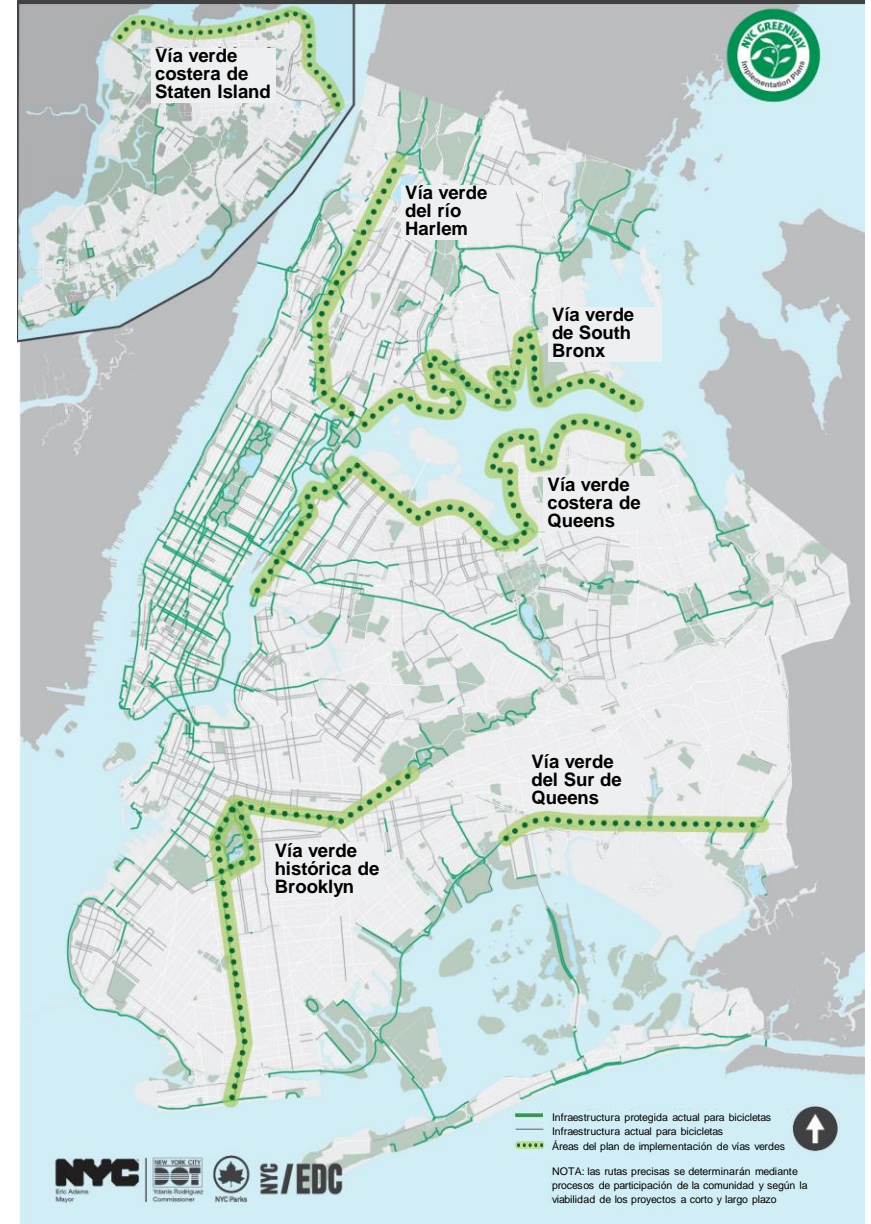 Vía verde
costera de
Staten Island
NYC GREENWAY
Implementation Plans
Vía verde
del río
Harlem
Vía verde
de South
Bronx
Vía verde
costera de
Queens
Vía verde
del Sur de
Queens
Vía verde
histórica de
Brooklyn
Infraestructura protegida actual para bicicletas
Infraestructura actual para bicicletas
Áreas del plan de implementación de vías verdes
NOTA: las rutas precisas se determinarán mediante
procesos de participación de la comunidad y según la
viabilidad de los proyectos a corto y largo plazo
NYC
Eric Adams
Mayor
NEW YORK CITY
DOT
Ydanis Rodriguez
Commissioner
NYC Parks
NYC/EDC